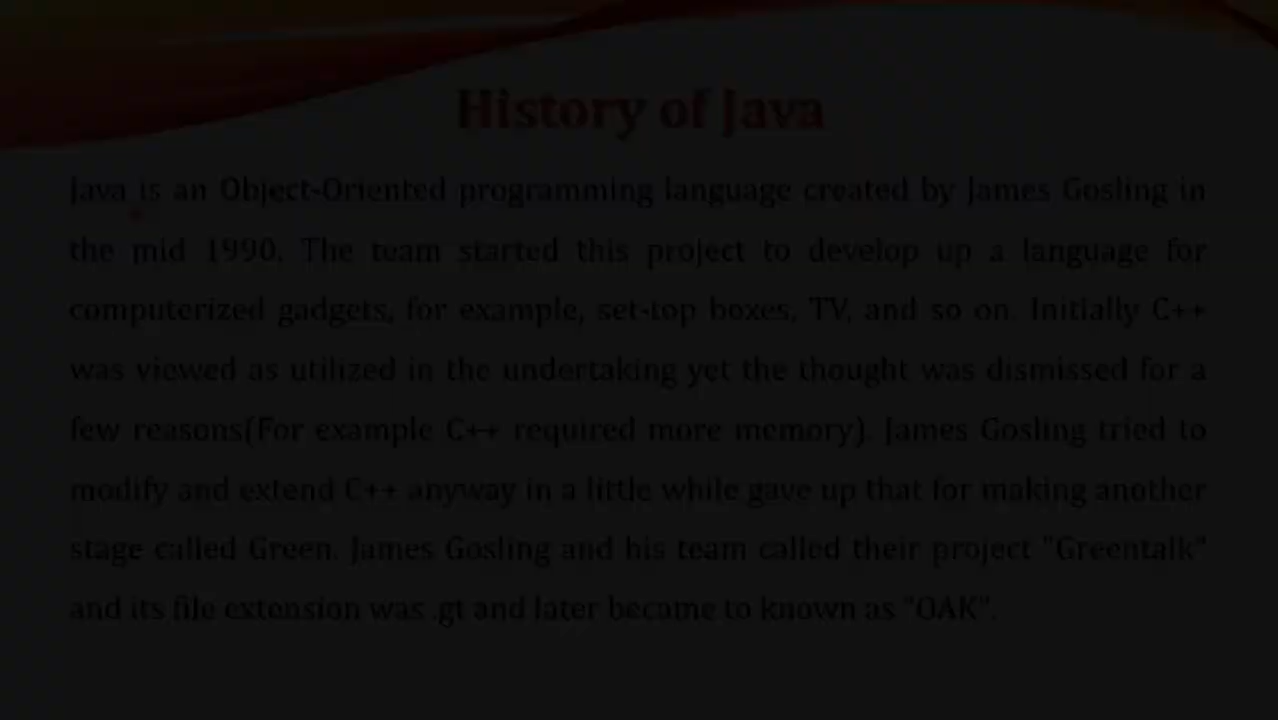 History of Java
Java is an Object-Oriented programming language created by James Gosling in
the mid 1990. The team started this project to develop up a language for
computerized gadgets, for example, set-top boxes, TV, and so on. Initially C++
was viewed as utilized in the undertaking yet the thought was dismissed for a
few reasons(For example C++ required more memory). James Gosling tried to
modify and extend C++ anyway in a little while gave up that for making another
stage called Green. James Gosling and his team called their project "Greentalk"
and its file extension was .gt and later became to known as "OAK".